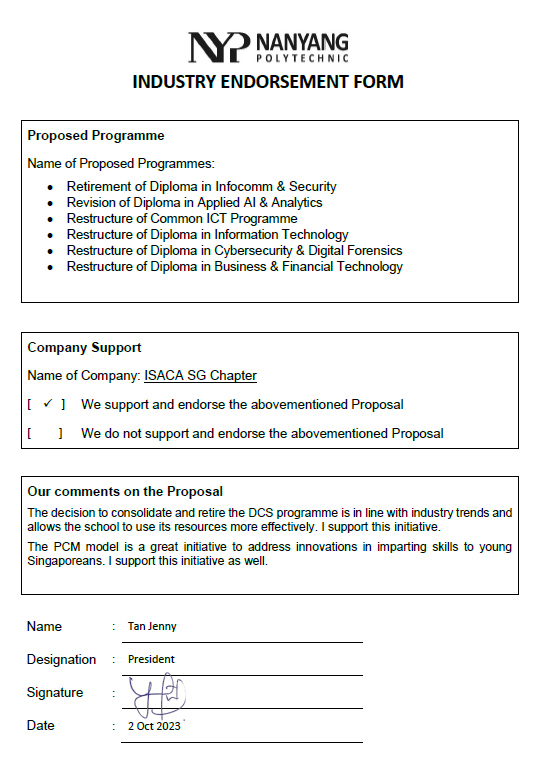 NYP NANYANG
POLYTECHNIC
INDUSTRY ENDORSEMENT FORM
Proposed Programme
Name of Proposed Programmes:
• Retirement of Diploma in Infocomm & Security
• Revision of Diploma in Applied AI & Analytics
• Restructure of Common ICT Programme
• Restructure of Diploma in Information Technology
• Restructure of Diploma in Cybersecurity & Digital Forensics
• Restructure of Diploma in Business & Financial Technology
Company Support
Name of Company: ISACA SG Chapter
[ ✓ ] We support and endorse the abovementioned Proposal
[ ] We do not support and endorse the abovementioned Proposal
Our comments on the Proposal
The decision to consolidate and retire the DCS programme is in line with industry trends and
allows the school to use its resources more effectively. I support this initiative.
The PCM model is a great initiative to address innovations in imparting skills to young
Singaporeans. I support this initiative as well.
Name : Tan Jenny
Designation : President
Signature :
Date : 2 Oct 2023